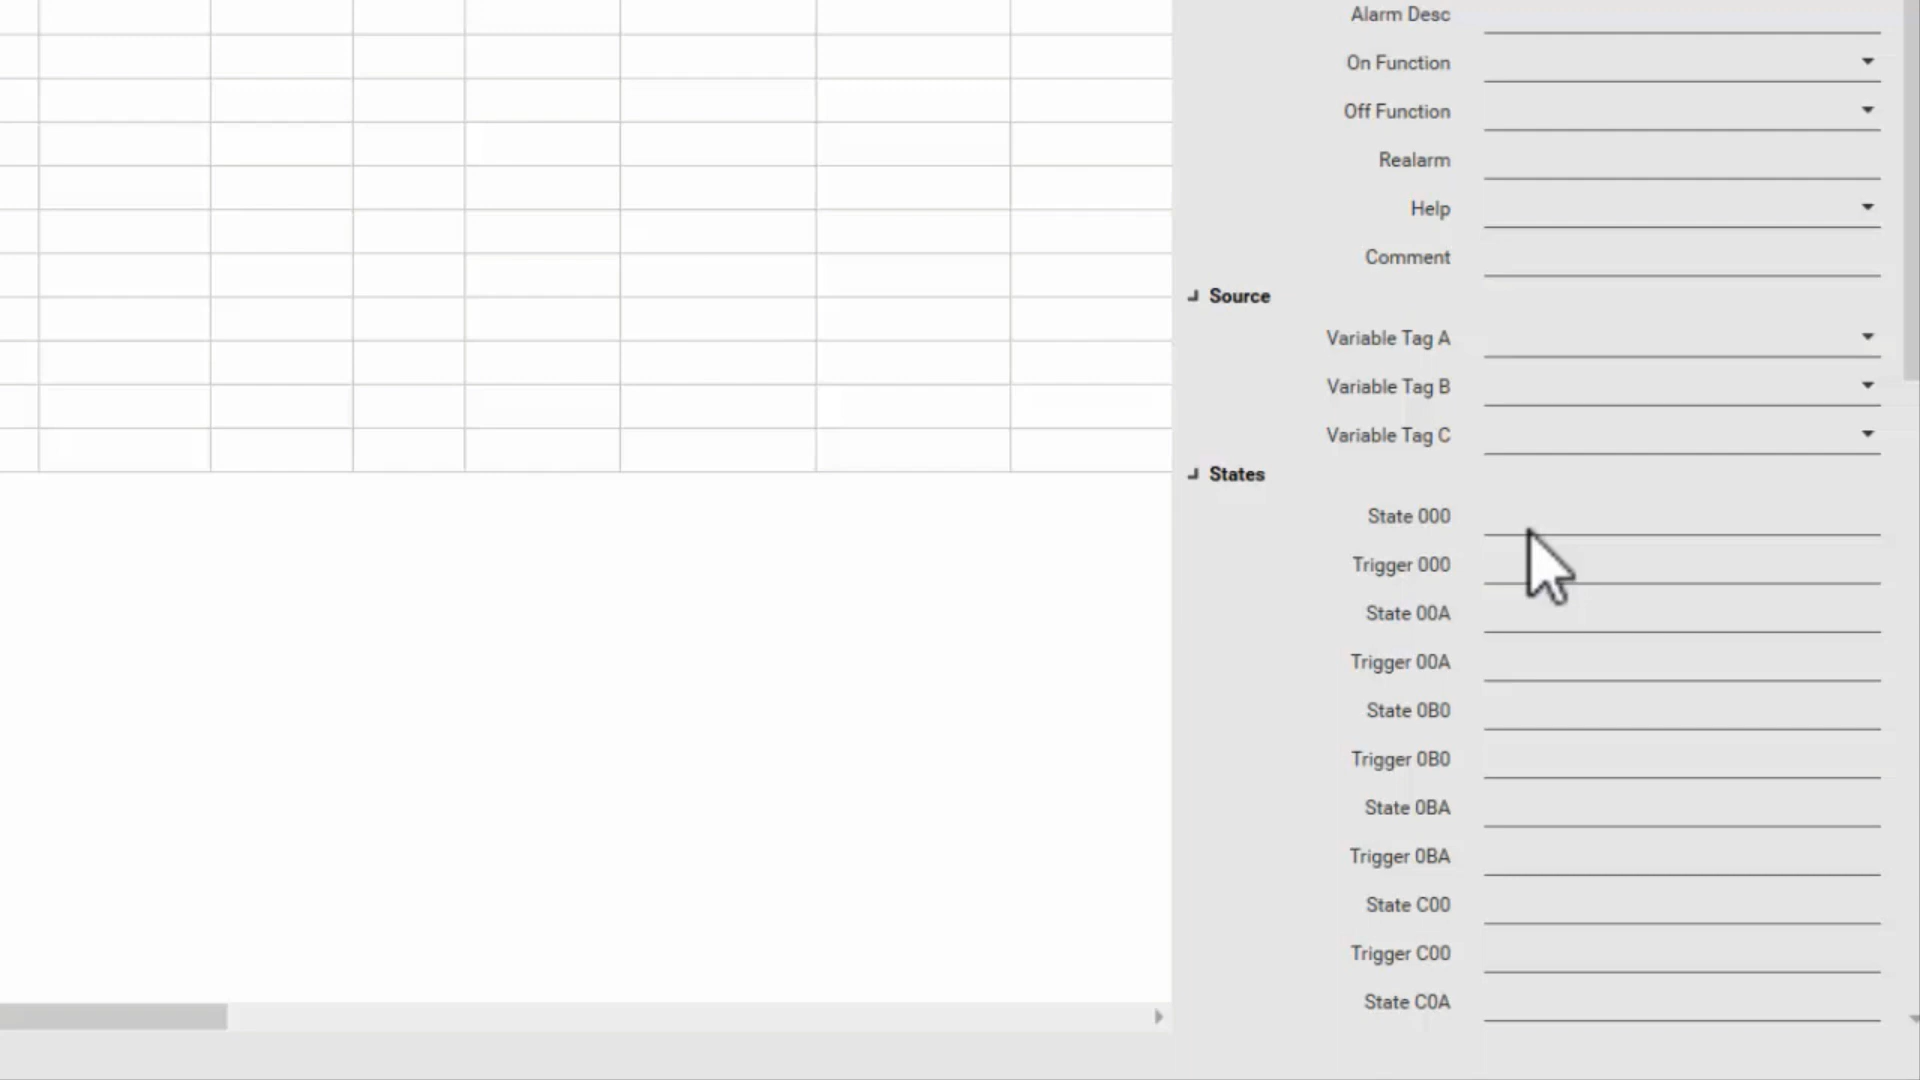 Alarm Desc
On Function
Off Function
Realarm
Help
Comment
Source
Variable Tag A
Variable Tag B
Variable Tag C
States
State 000
Trigger 000
State 00A
Trigger 00A
State 0B0
Trigger 0B0
State 0BA
Trigger 0BA
State C00
Trigger C00
State C0A